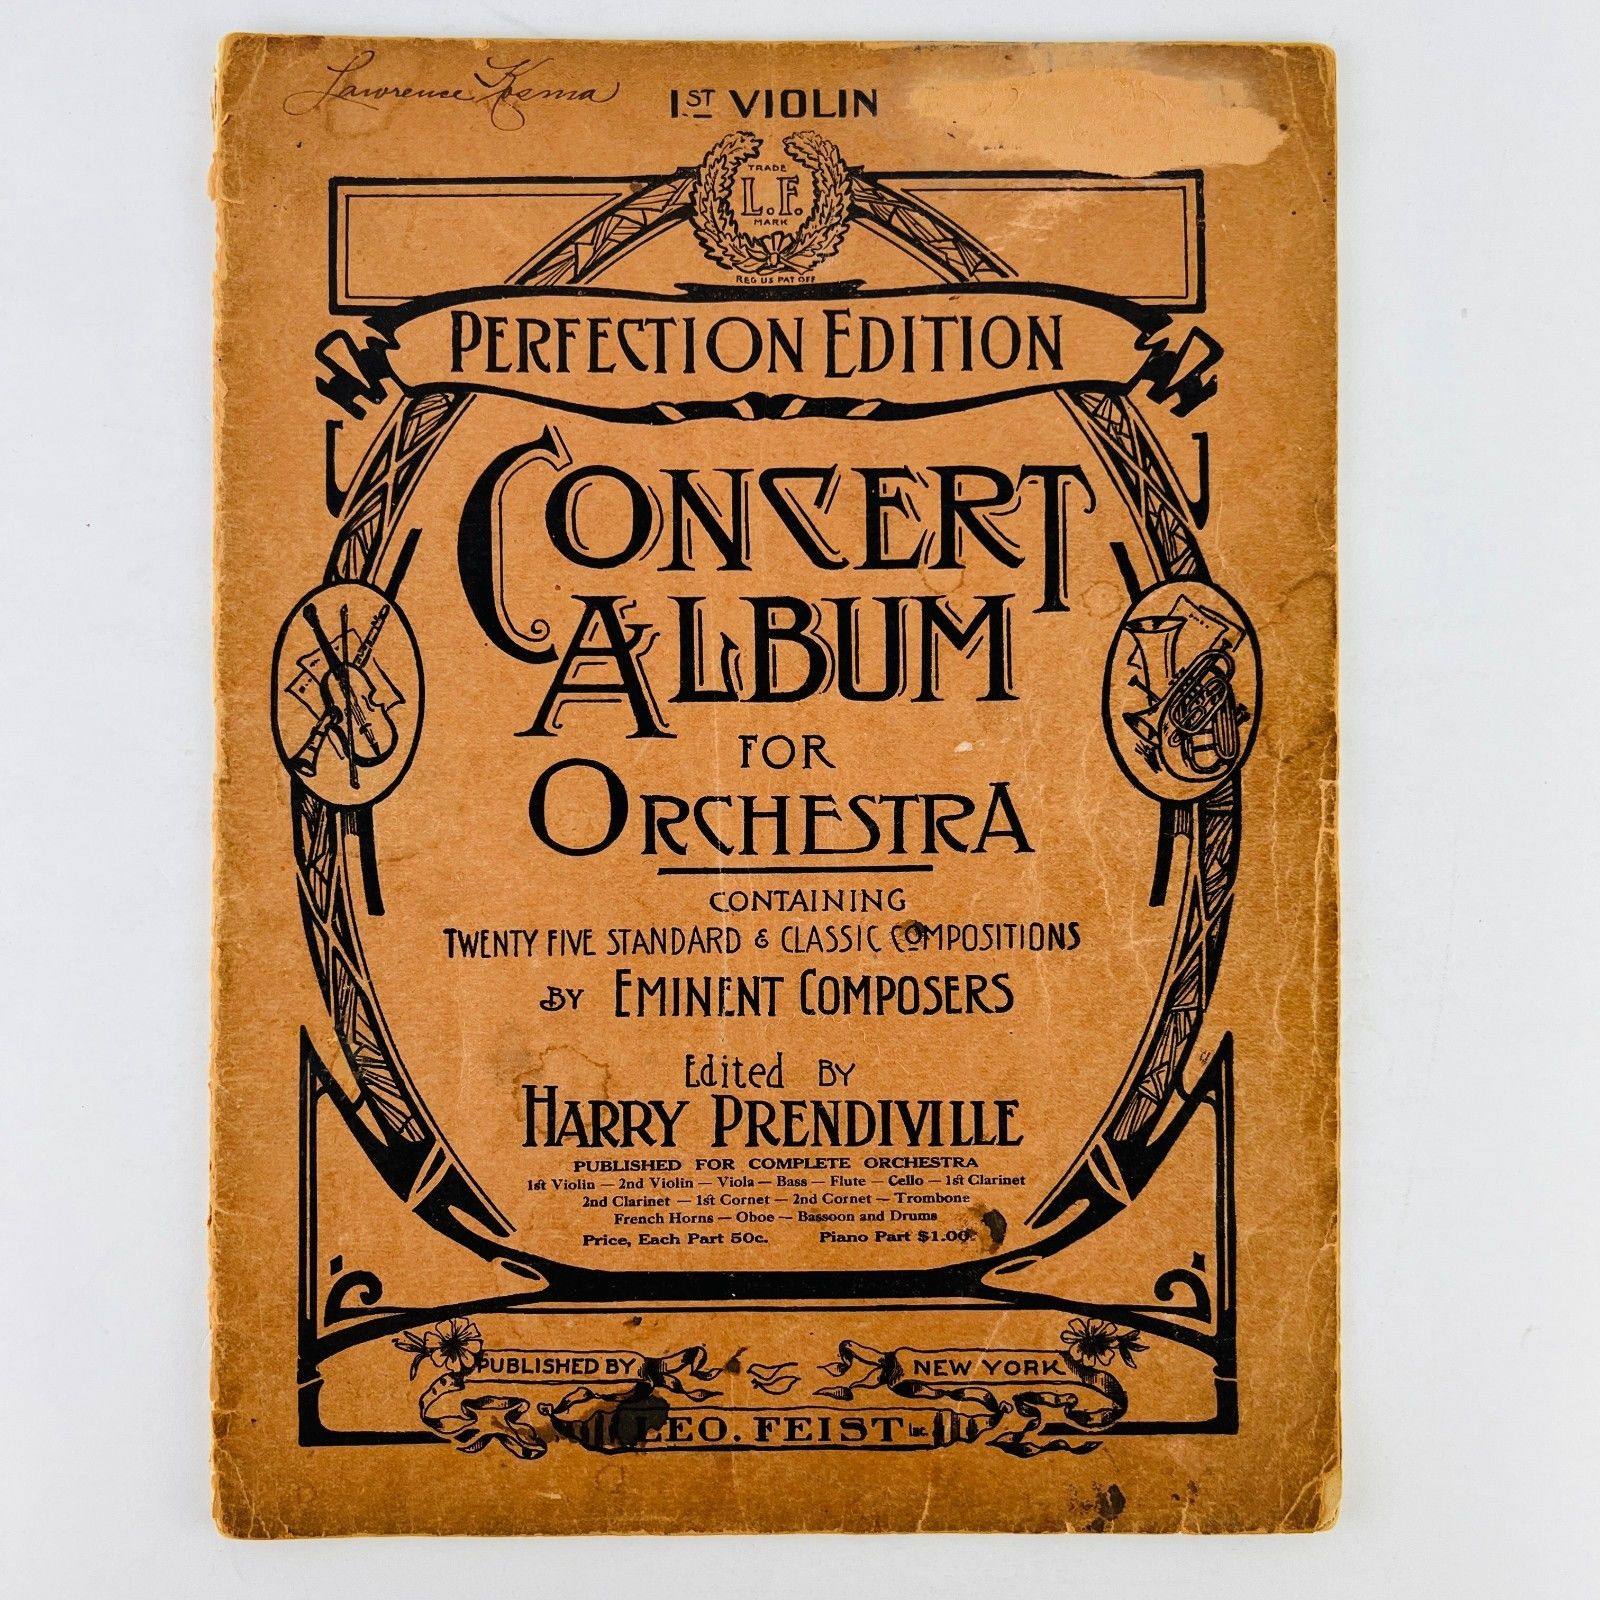 Lawrence Kosma
1ST VIOLIN
TRADE
L.F.
MARK
REG US PAT OFF
PERFECTION EDITION
CONCERT
ALBUM
FOR
ORCHESTRA
CONTAINING
TWENTY FIVE STANDARD & CLASSIC COMPOSITIONS
BY EMINENT COMPOSERS
Edited BY
HARRY PRENDIVILLE
PUBLISHED FOR COMPLETE ORCHESTRA
1st Violin — 2nd Violin — Viola — Bass — Flute — Cello — 1st Clarinet
2nd Clarinet — 1st Cornet — 2nd Cornet — Trombone
French Horns — Oboe — Bassoon and Drums
Price, Each Part 50c. Piano Part $1.00.
PUBLISHED BY NEW YORK
LEO. FEIST Inc.